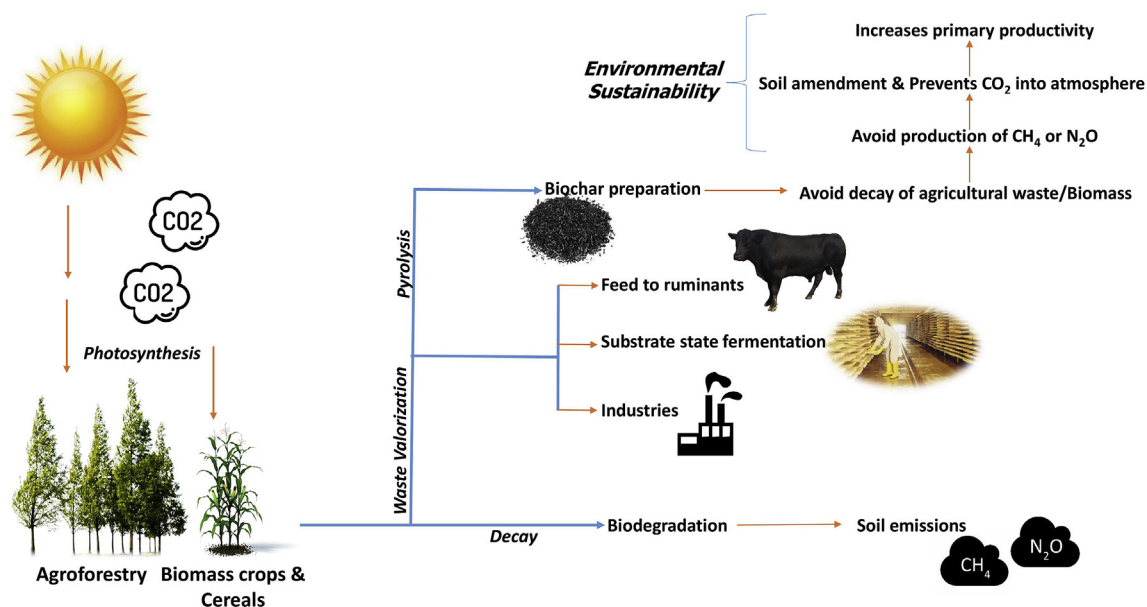 Increases primary productivity
Environmental
Sustainability
Soil amendment & Prevents CO₂ into atmosphere
Avoid production of CH₄ or N₂O
Biochar preparation
Avoid decay of agricultural waste/Biomass
CO2
CO2
Photosynthesis
Pyrolysis
Feed to ruminants
Substrate state fermentation
Waste Valorization
Industries
Decay
Biodegradation
Soil emissions
CH₄
N₂O
Agroforestry
Biomass crops &
Cereals